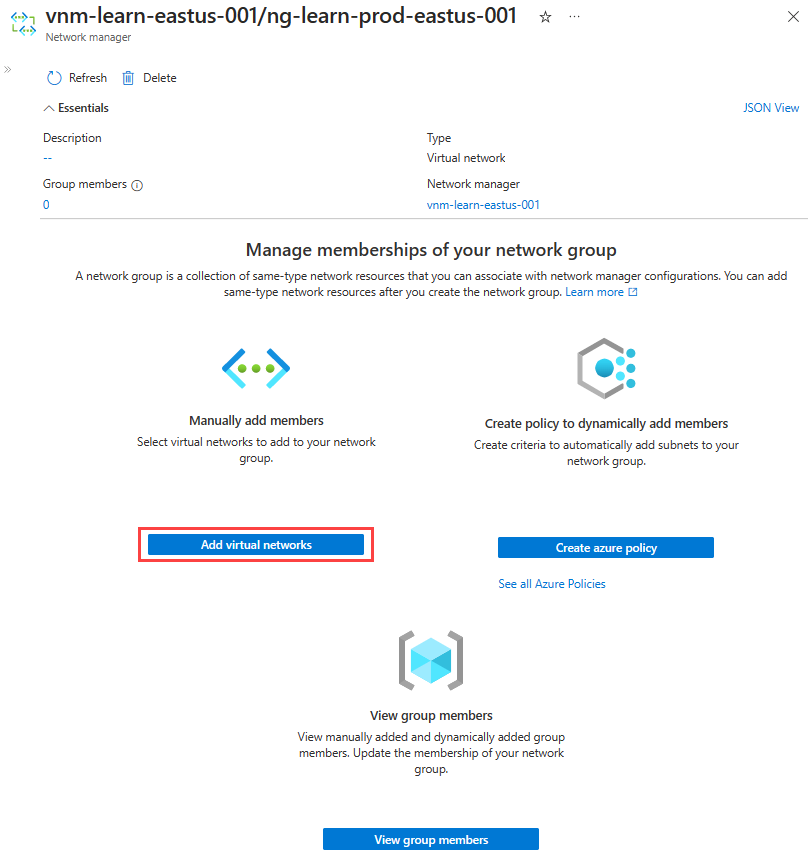 vnm-learn-eastus-001/ng-learn-prod-eastus-001
Network manager
Refresh
Delete
Essentials
JSON View
Description
--
Type
Virtual network
Group members
0
Network manager
vnm-learn-eastus-001
Manage memberships of your network group
A network group is a collection of same-type network resources that you can associate with network manager configurations. You can add
same-type network resources after you create the network group. Learn more
Manually add members
Select virtual networks to add to your network
group.
Add virtual networks
Create policy to dynamically add members
Create criteria to automatically add subnets to your
network group.
Create azure policy
See all Azure Policies
View group members
View manually added and dynamically added group
members. Update the membership of your network
group.
View group members